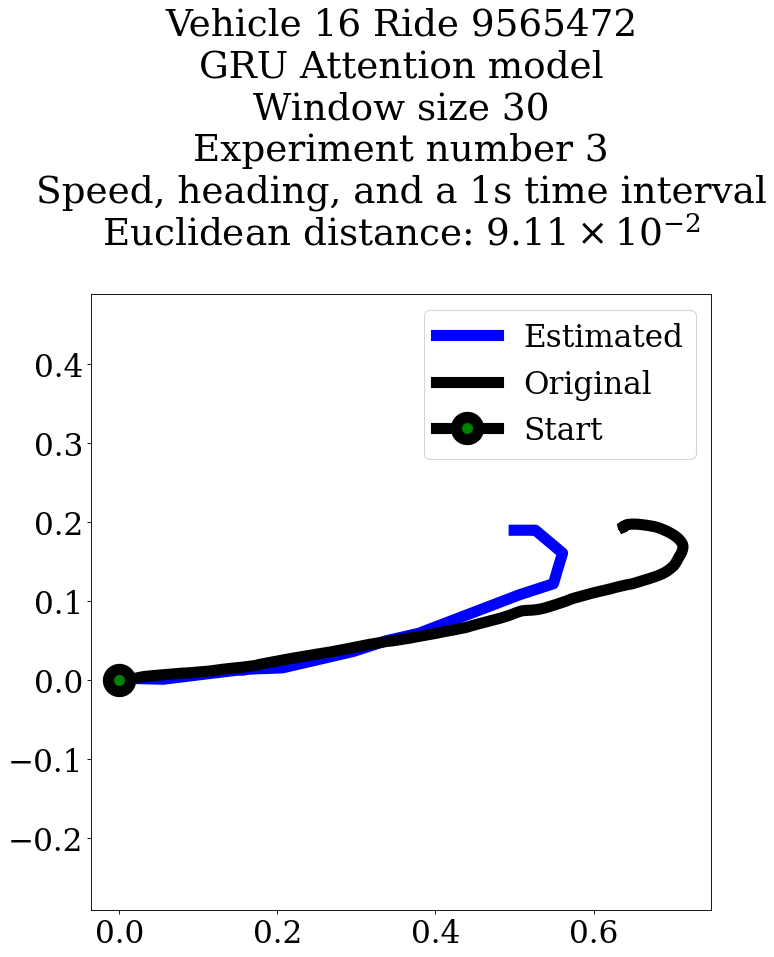 Vehicle 16 Ride 9565472
GRU Attention model
Window size 30
Experiment number 3
Speed, heading, and a 1s time interval
Euclidean distance: 9.11 × 10⁻²
Estimated
Original
Start
0.4
0.3
0.2
0.1
0.0
−0.1
−0.2
0.0 0.2 0.4 0.6